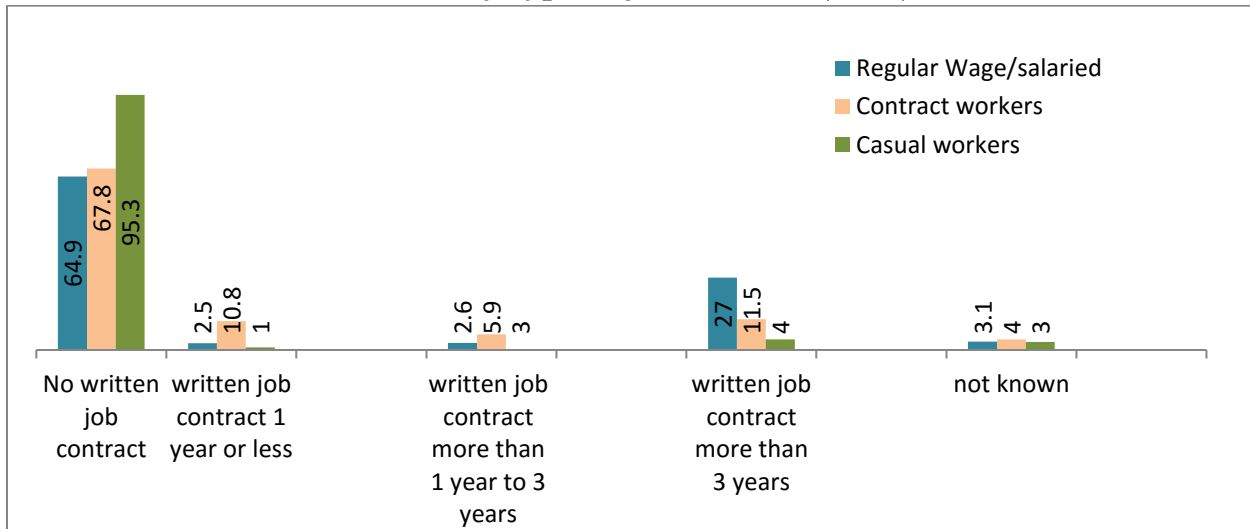 Regular Wage/salaried
Contract workers
Casual workers
64.9
67.8
95.3
2.5
10.8
1
2.6
5.9
3
27
11.5
4
3.1
4
3
No written
job
contract
written job
contract 1
year or less
written job
contract
more than
1 year to 3
years
written job
contract
more than
3 years
not known